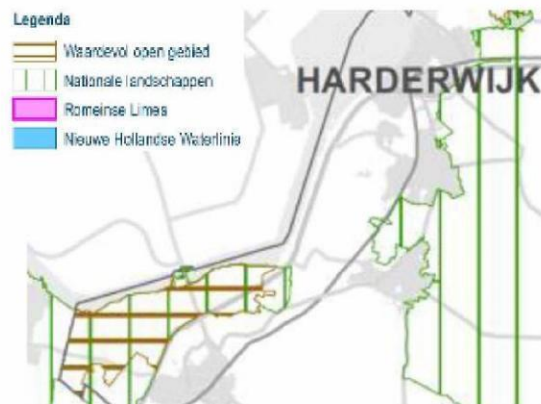 Legenda
Waardevol open gebied
Nationale landschappen
Romeinse Limes
Nieuwe Hollandse Waterlinie
HARDERWIJK